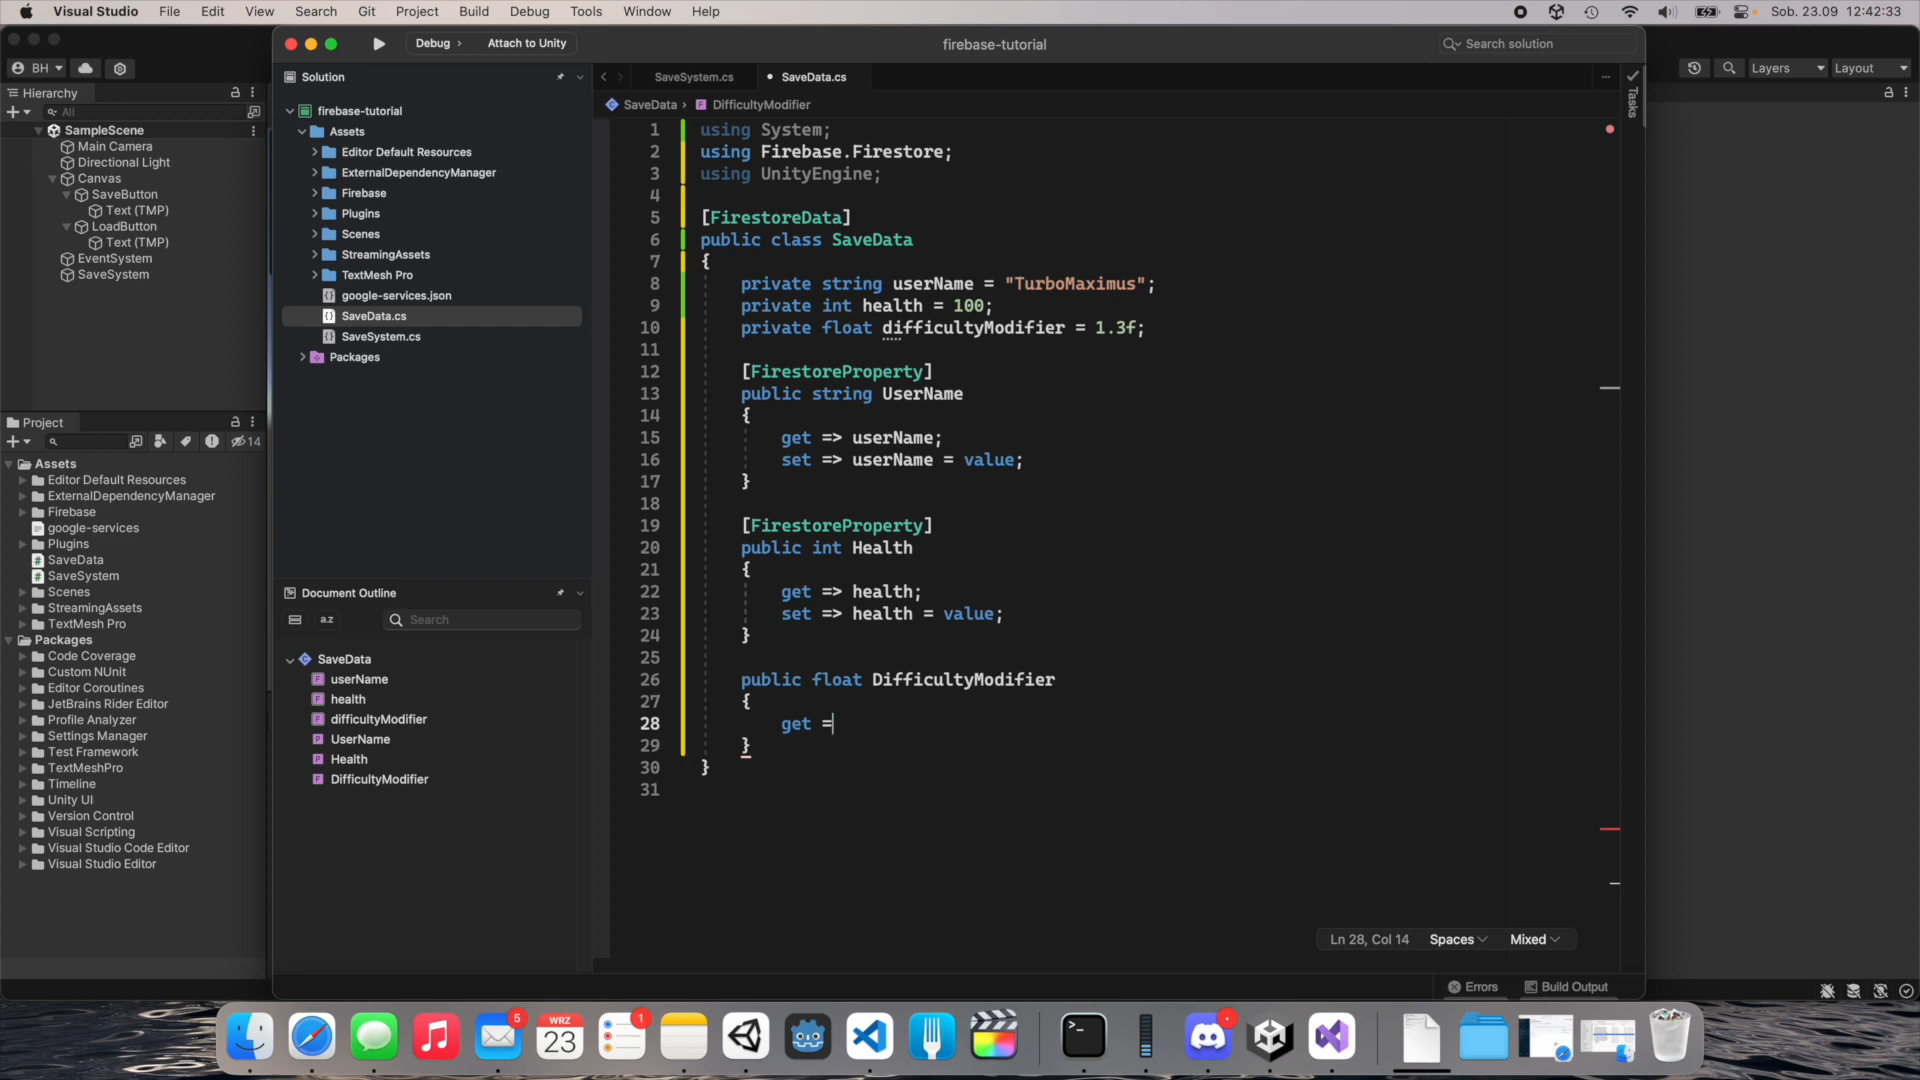 Visual Studio File Edit View Search Git Project Build Debug Tools Window Help Sob. 23.09 12:42:33
Debug Attach to Unity firebase-tutorial Search solution
BH Layers Layout
Hierarchy
All
SampleScene
Main Camera
Directional Light
Canvas
SaveButton
Text (TMP)
LoadButton
Text (TMP)
EventSystem
SaveSystem
Project
14
Assets
Editor Default Resources
ExternalDependencyManager
Firebase
google-services
Plugins
SaveData
SaveSystem
Scenes
StreamingAssets
TextMesh Pro
Packages
Code Coverage
Custom NUnit
Editor Coroutines
JetBrains Rider Editor
Profile Analyzer
Settings Manager
Test Framework
TextMeshPro
Timeline
Unity UI
Version Control
Visual Scripting
Visual Studio Code Editor
Visual Studio Editor
Solution
firebase-tutorial
Assets
Editor Default Resources
ExternalDependencyManager
Firebase
Plugins
Scenes
StreamingAssets
TextMesh Pro
google-services.json
SaveData.cs
SaveSystem.cs
Packages
Document Outline
a.z Search
SaveData
userName
health
difficultyModifier
UserName
Health
DifficultyModifier
SaveSystem.cs SaveData.cs
SaveData › DifficultyModifier
Tasks
1 using System;
2 using Firebase.Firestore;
3 using UnityEngine;
4
5 [FirestoreData]
6 public class SaveData
7 {
8 private string userName = "TurboMaximus";
9 private int health = 100;
10 private float difficultyModifier = 1.3f;
11
12 [FirestoreProperty]
13 public string UserName
14 {
15 get => userName;
16 set => userName = value;
17 }
18
19 [FirestoreProperty]
20 public int Health
21 {
22 get => health;
23 set => health = value;
24 }
25
26 public float DifficultyModifier
27 {
28 get =
29 }
30 }
31
Ln 28, Col 14 Spaces Mixed
Errors Build Output
5
WRZ
23
1